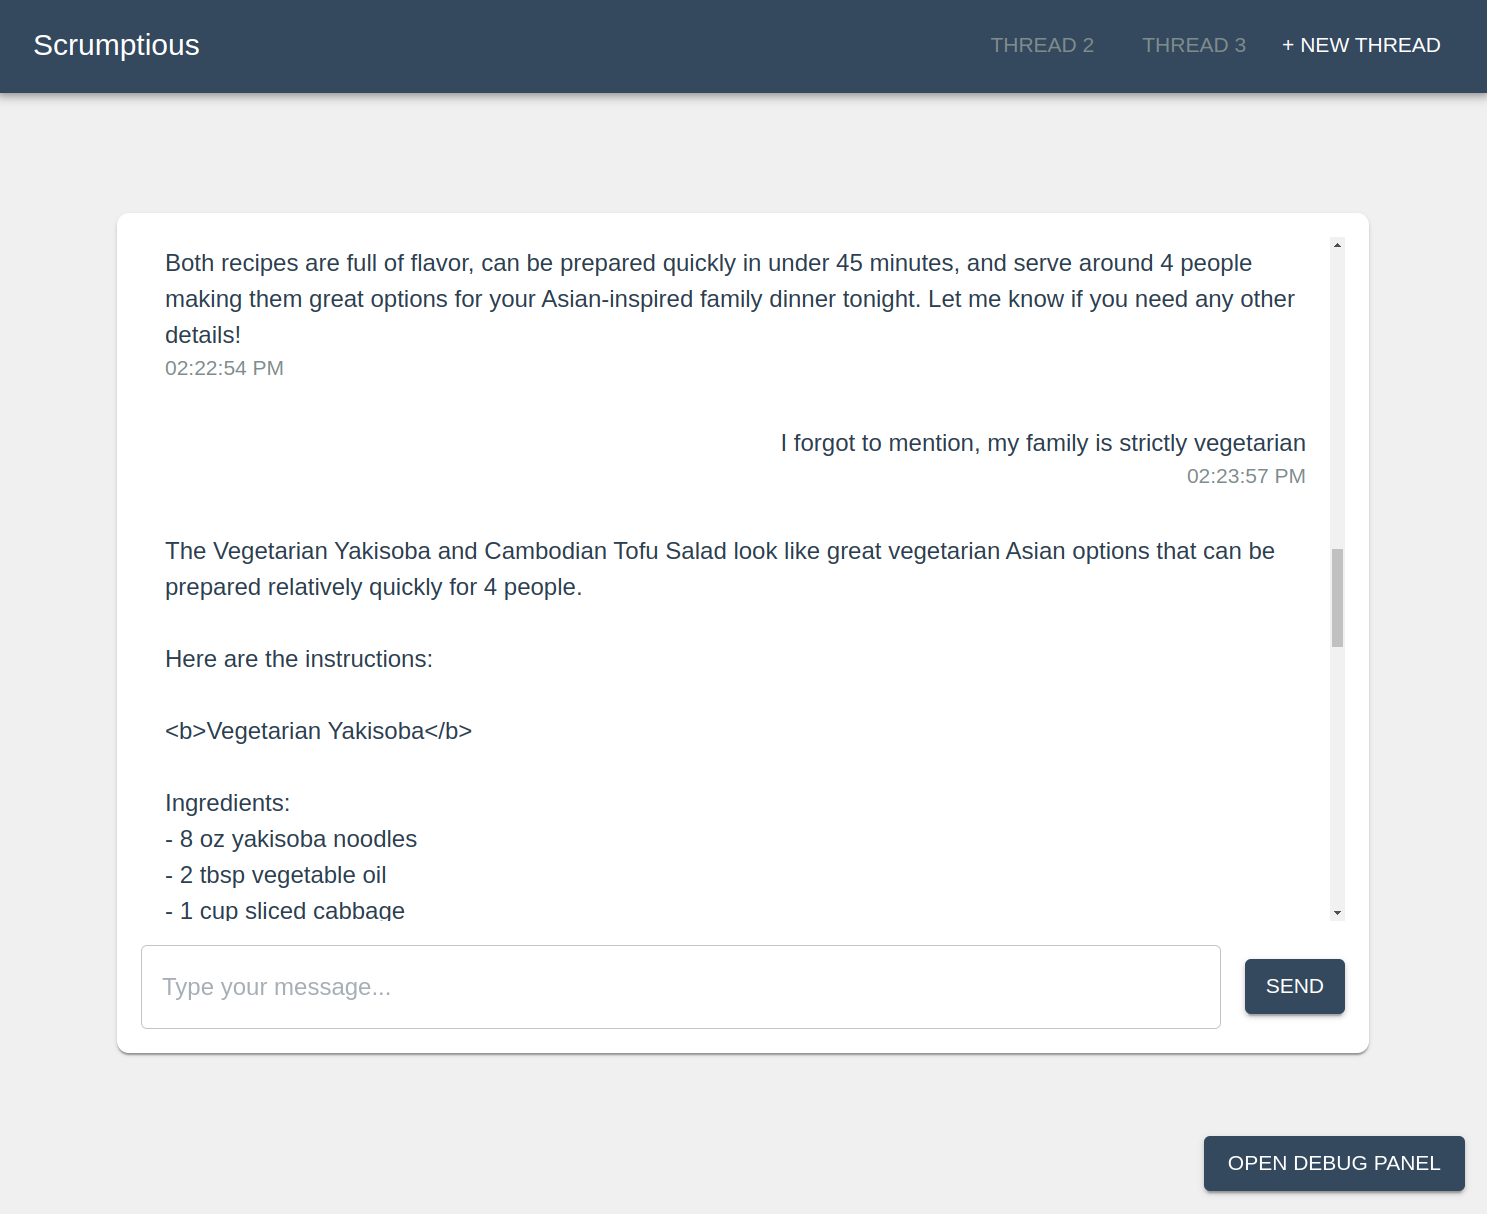 Scrumptious
THREAD 2
THREAD 3
+ NEW THREAD
Both recipes are full of flavor, can be prepared quickly in under 45 minutes, and serve around 4 people
making them great options for your Asian-inspired family dinner tonight. Let me know if you need any other
details!
02:22:54 PM
I forgot to mention, my family is strictly vegetarian
02:23:57 PM
The Vegetarian Yakisoba and Cambodian Tofu Salad look like great vegetarian Asian options that can be
prepared relatively quickly for 4 people.
Here are the instructions:
<b>Vegetarian Yakisoba</b>
Ingredients:
- 8 oz yakisoba noodles
- 2 tbsp vegetable oil
- 1 cup sliced cabbage
Type your message...
SEND
OPEN DEBUG PANEL